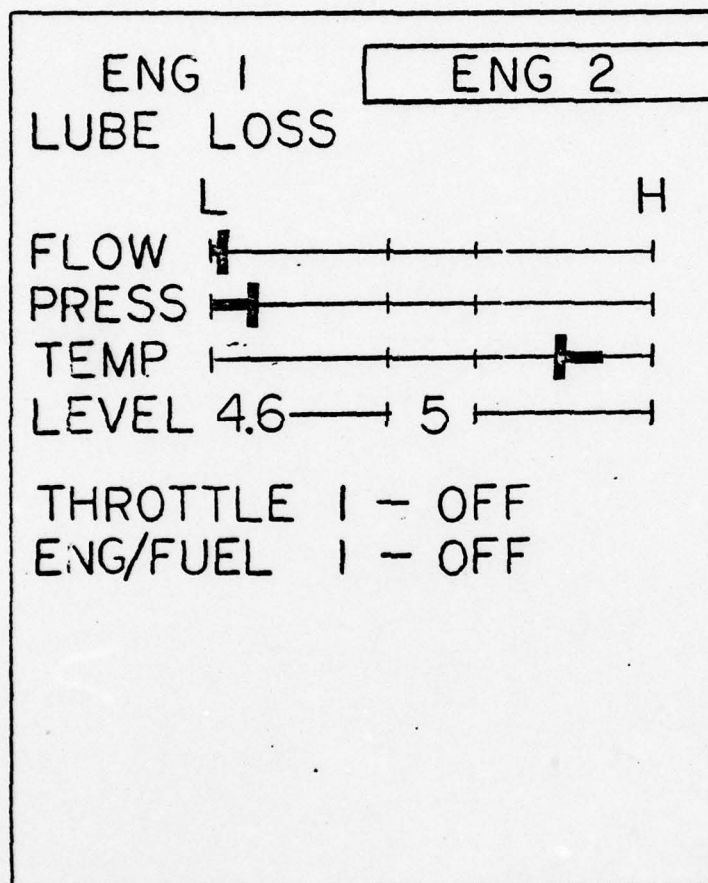 ENG 1 ENG 2
LUBE LOSS
L H
FLOW
PRESS
TEMP
LEVEL 4.6 5
THROTTLE 1 - OFF
ENG/FUEL 1 - OFF